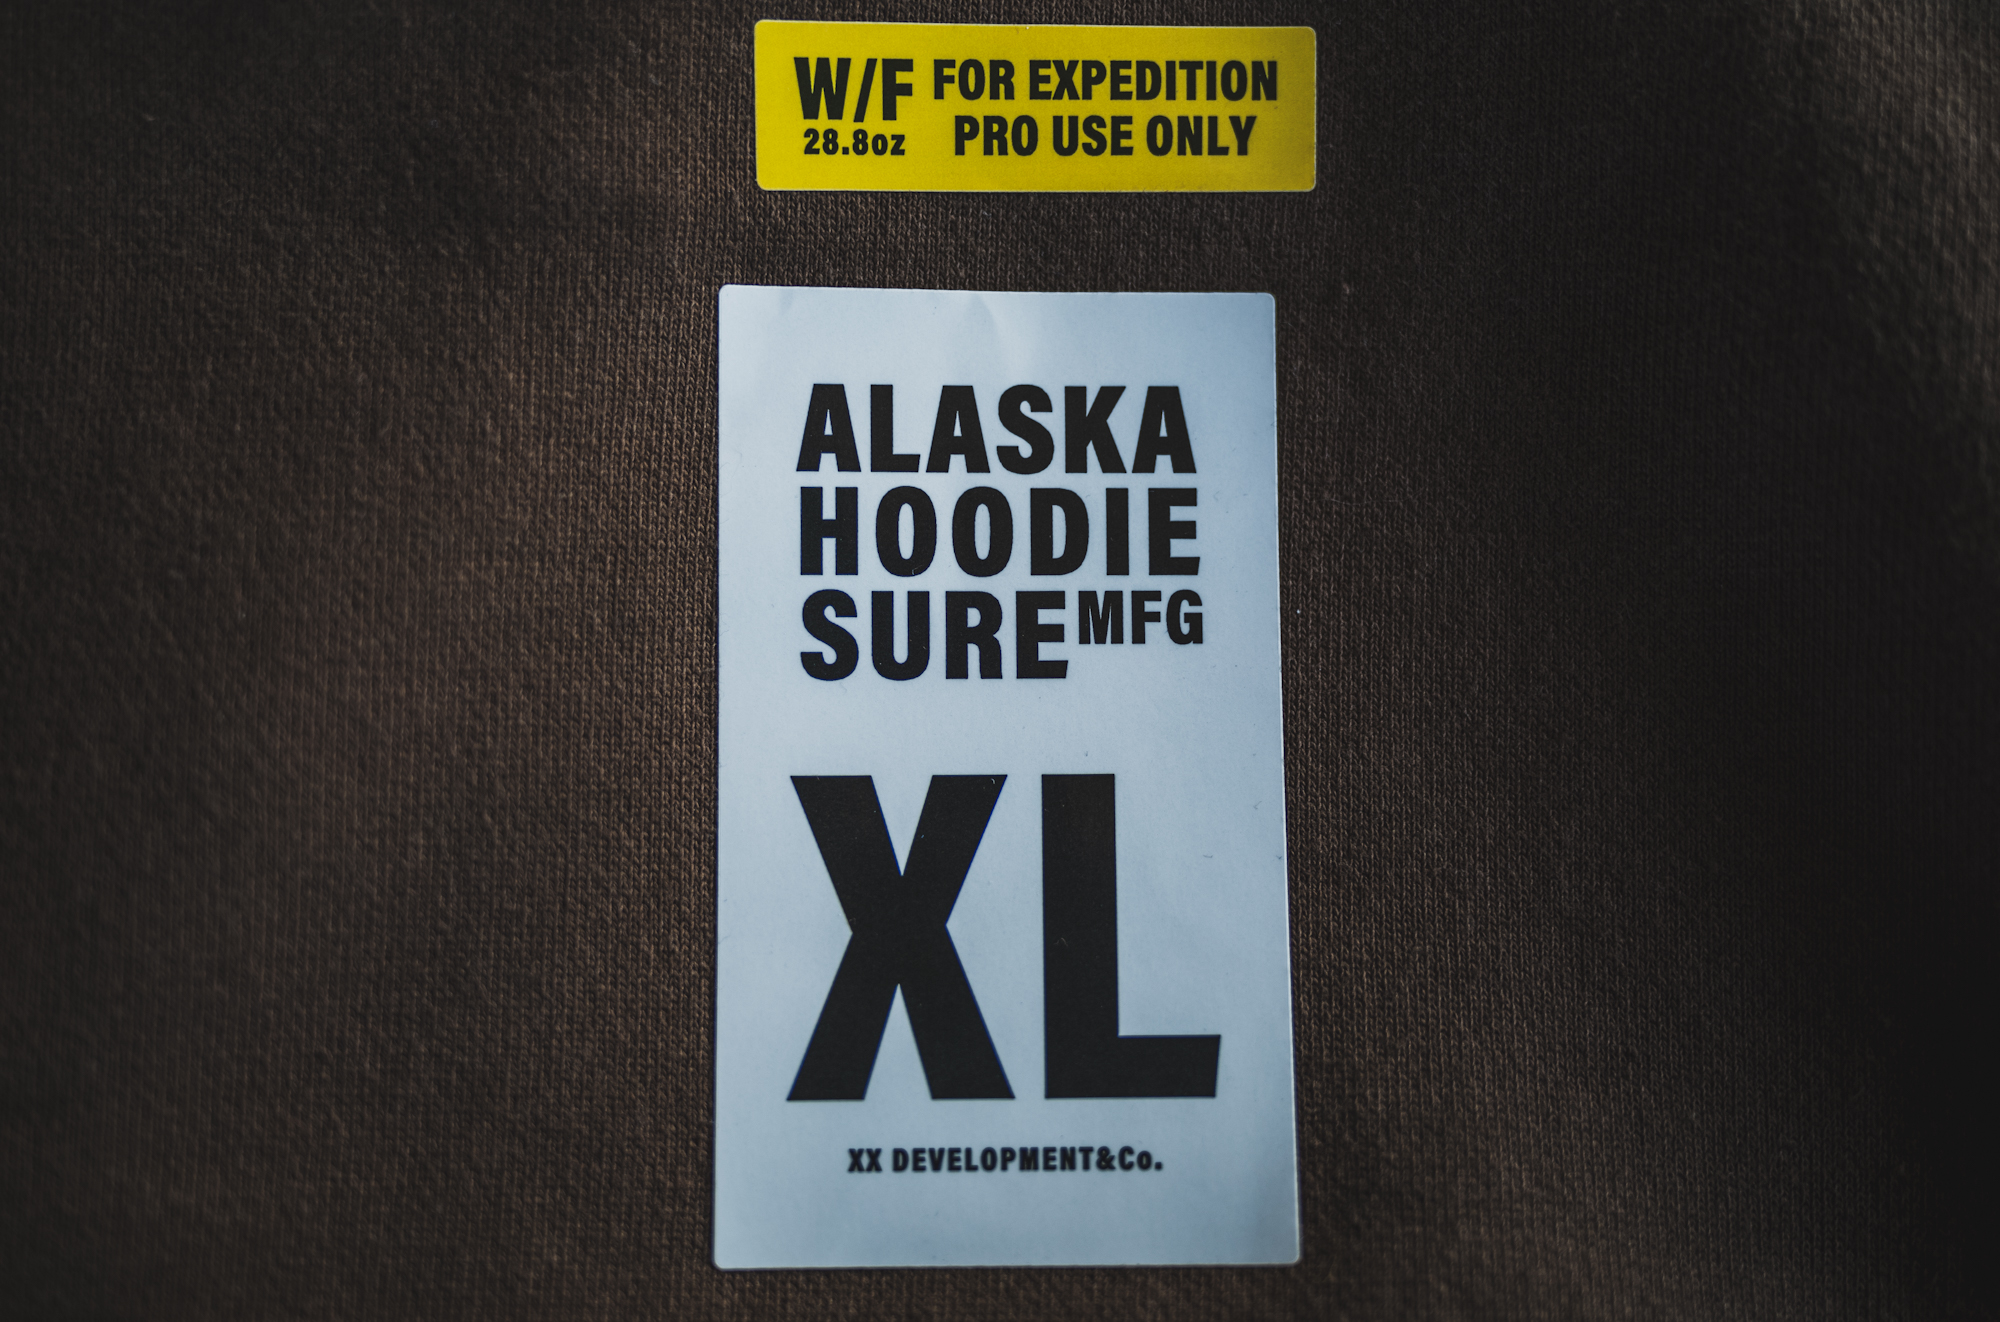 W/F FOR EXPEDITION
28.8oz PRO USE ONLY
ALASKA
HOODIE
SURE MFG
XL
XX DEVELOPMENT&Co.